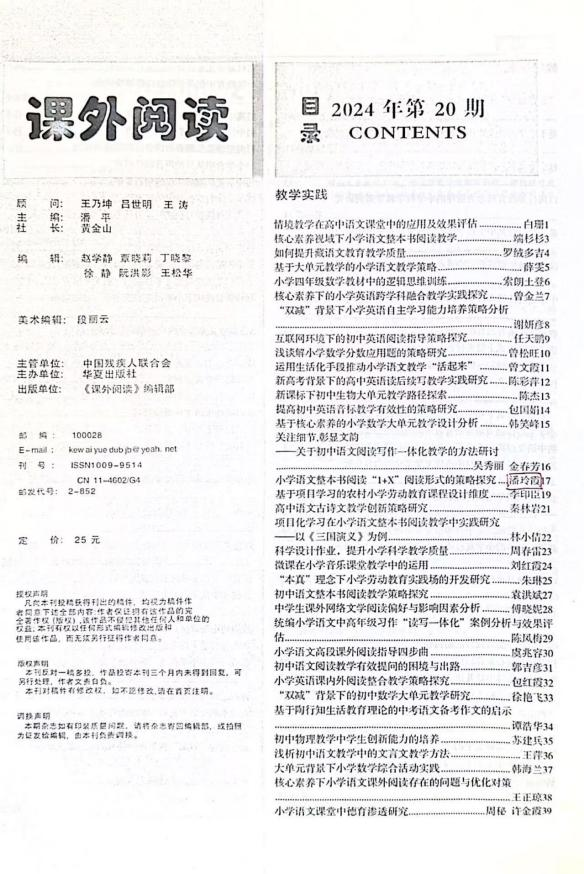 课外阅读
顾 问: 王乃坤 吕世明 王 涛
主 编: 潘 平
社 长: 黄金山
编 辑: 赵学静 覃晓莉 丁晓黎
徐 静 阮洪影 王松华
美术编辑: 段丽云
主管单位: 中国残疾人联合会
主办单位: 华夏出版社
出版单位: 《课外阅读》编辑部
邮 编: 100028
E-mail: kewaiyuedubjb@yeah.net
刊 号: ISSN1009-9514
CN 11-4602/G4
邮发代号: 2-852
定 价: 25 元
授权声明
凡向本刊投稿获得刊出的稿件,均视为稿件作
者同意下述全部内容:作者保证拥有该作品的完
全著作权(版权),该作品不侵犯其他任何人和单位的
权益;本刊有权以任何形式编辑修改出版和
使用该作品,而无须另行征得作者同意。
版权声明
本刊反对一稿多投,作品投寄本刊三个月内未得到回复,可
另行处理,作者文责自负。
本刊对稿件有修改权,如不愿修改,请在首页注明。
调换声明
本期杂志如有印装质量问题,请将杂志寄回编辑部,或拍照
为证发给编辑,由本刊负责调换。
目录
2024 年第 20 期
CONTENTS
教学实践
情境教学在高中语文课堂中的应用及效果评估……白珊1
核心素养视域下小学语文整本书阅读教学……端杉杉3
如何提升藏语文教育教学质量……罗绒多吉4
基于大单元教学的小学语文教学策略……薛雯5
小学四年级数学教材中的逻辑思维训练……索朗土登6
核心素养下的小学英语跨学科融合教学实践探究……曾金兰7
“双减”背景下小学英语自主学习能力培养策略分析
……谢妍彦8
互联网环境下的初中英语阅读指导策略探究……任天鹏9
浅谈解小学数学分数应用题的策略研究……曾松旺10
运用生活化手段推动小学语文教学“活起来”……曾文霞11
新高考背景下的高中英语读后续写教学实践研究……陈彩萍12
新课标下初中生物大单元教学路径探索……陈杰13
提高初中英语音标教学有效性的策略研究……包国娟14
基于核心素养的小学数学大单元教学设计分析……韩笑峰15
关注细节,彰显文韵
——关于初中语文阅读写作一体化教学的方法研讨
……吴秀丽 金春芳16
小学语文整本书阅读“1+X”阅读形式的策略探究……潘玲霞17
基于项目学习的农村小学劳动教育课程设计维度……李印臣19
高中语文古诗文教学创新策略研究……秦林岩21
项目化学习在小学语文整本书阅读教学中实践研究
——以《三国演义》为例……林小倩22
科学设计作业,提升小学科学教学质量……周春雷23
微课在小学音乐课堂教学中的运用……刘红霞24
“本真”理念下小学劳动教育实践场的开发研究……朱琳25
初中语文整本书阅读教学策略研究……袁洪斌27
中学生课外网络文学阅读偏好与影响因素分析……傅晓妮28
统编小学语文中高年级习作“读写一体化”案例分析与效果评
估……陈凤梅29
小学语文高段课外阅读指导四步曲……虞兆容30
初中语文阅读教学有效提问的困境与出路……郭吉彦31
小学英语课内外阅读整合教学策略探究……包红霞32
“双减”背景下的初中数学大单元教学研究……徐艳飞33
基于陶行知生活教育理论的中考语文备考作文的启示
……谭浩华34
初中物理教学中学生创新能力的培养……苏建兵35
浅析初中语文教学中的文言文教学方法……王萍36
大单元背景下小学数学综合活动实践……韩海兰37
核心素养下小学语文课外阅读存在的问题与优化对策
……王正琼38
小学语文课堂中德育渗透研究……周秘 许金霞39